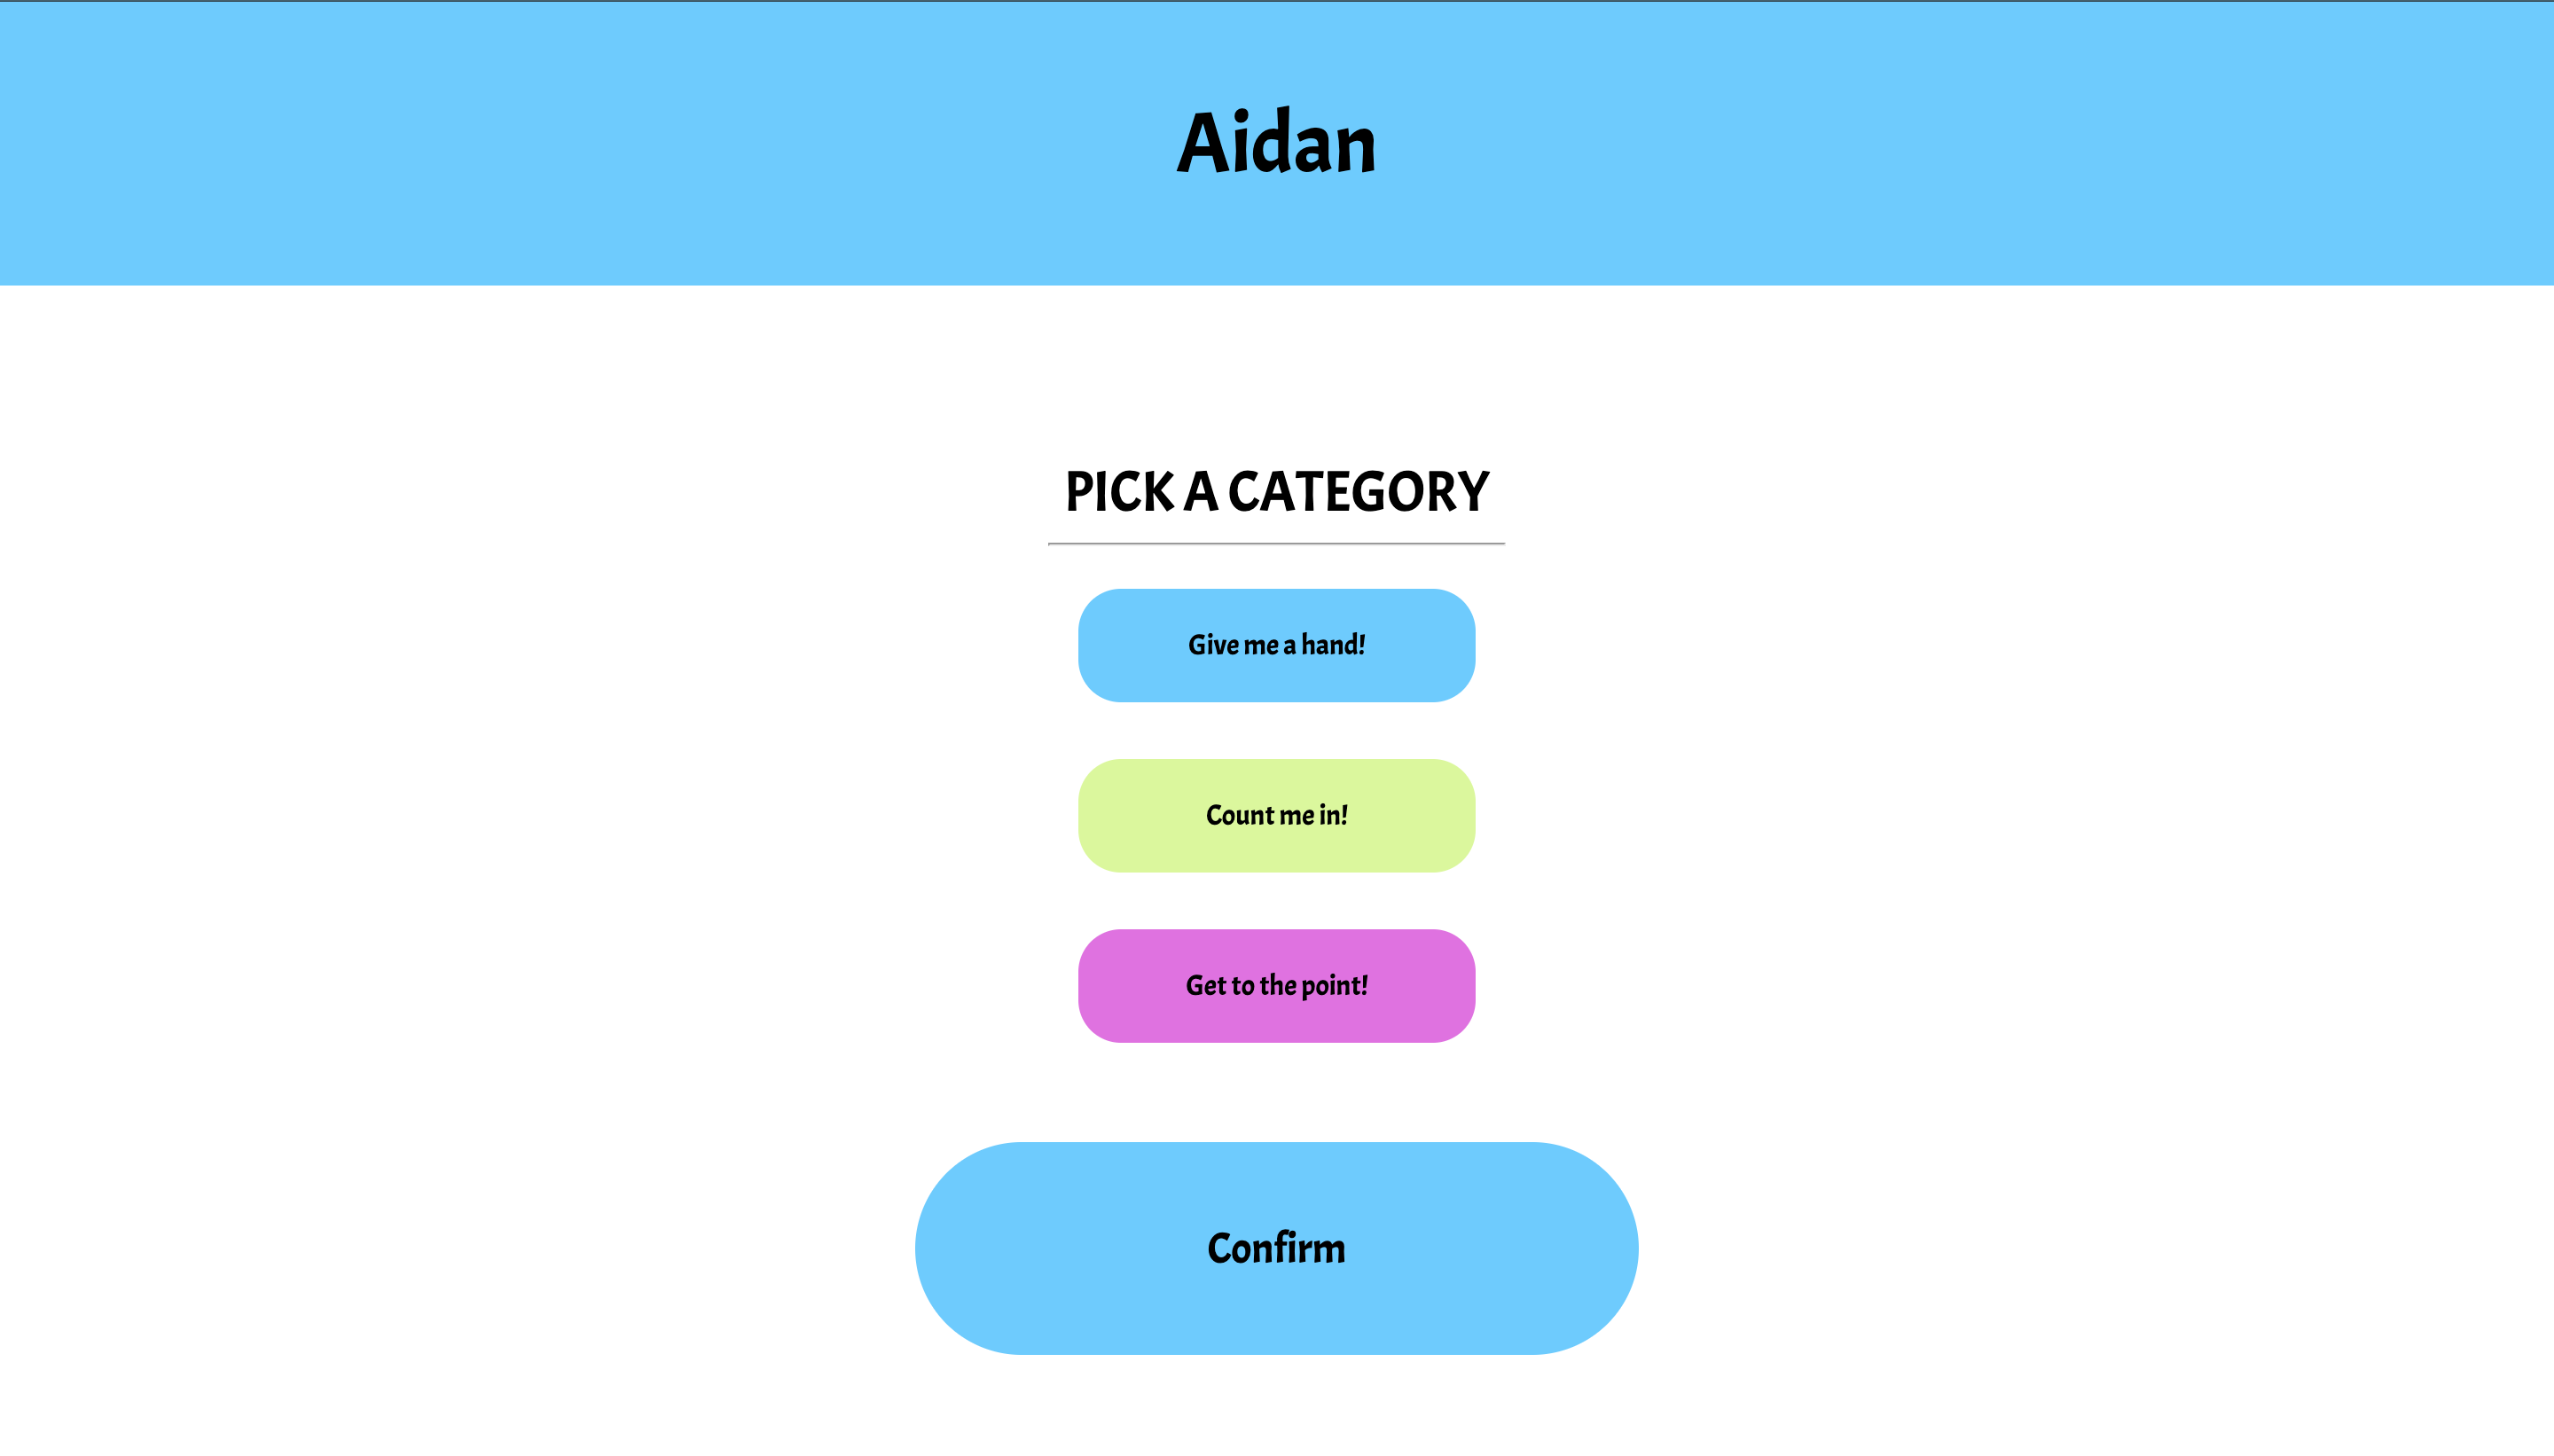 Aidan
PICK A CATEGORY
Give me a hand!
Count me in!
Get to the point!
Confirm